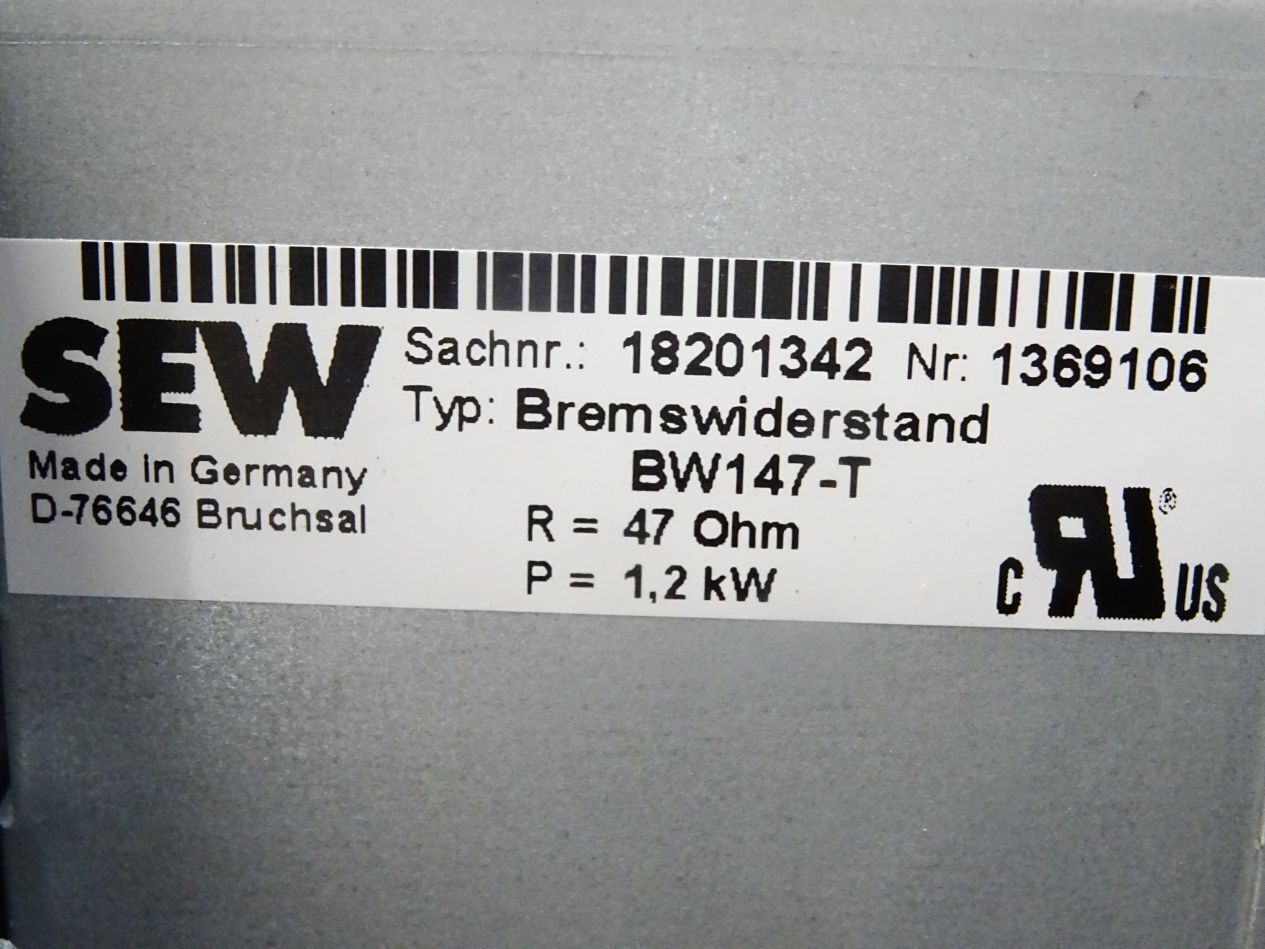 SEW
Sachnr.: 18201342 Nr: 1369106
Typ: Bremswiderstand
BW147-T
Made in Germany
D-76646 Bruchsal
R = 47 Ohm
P = 1,2 kW
c RU ® US